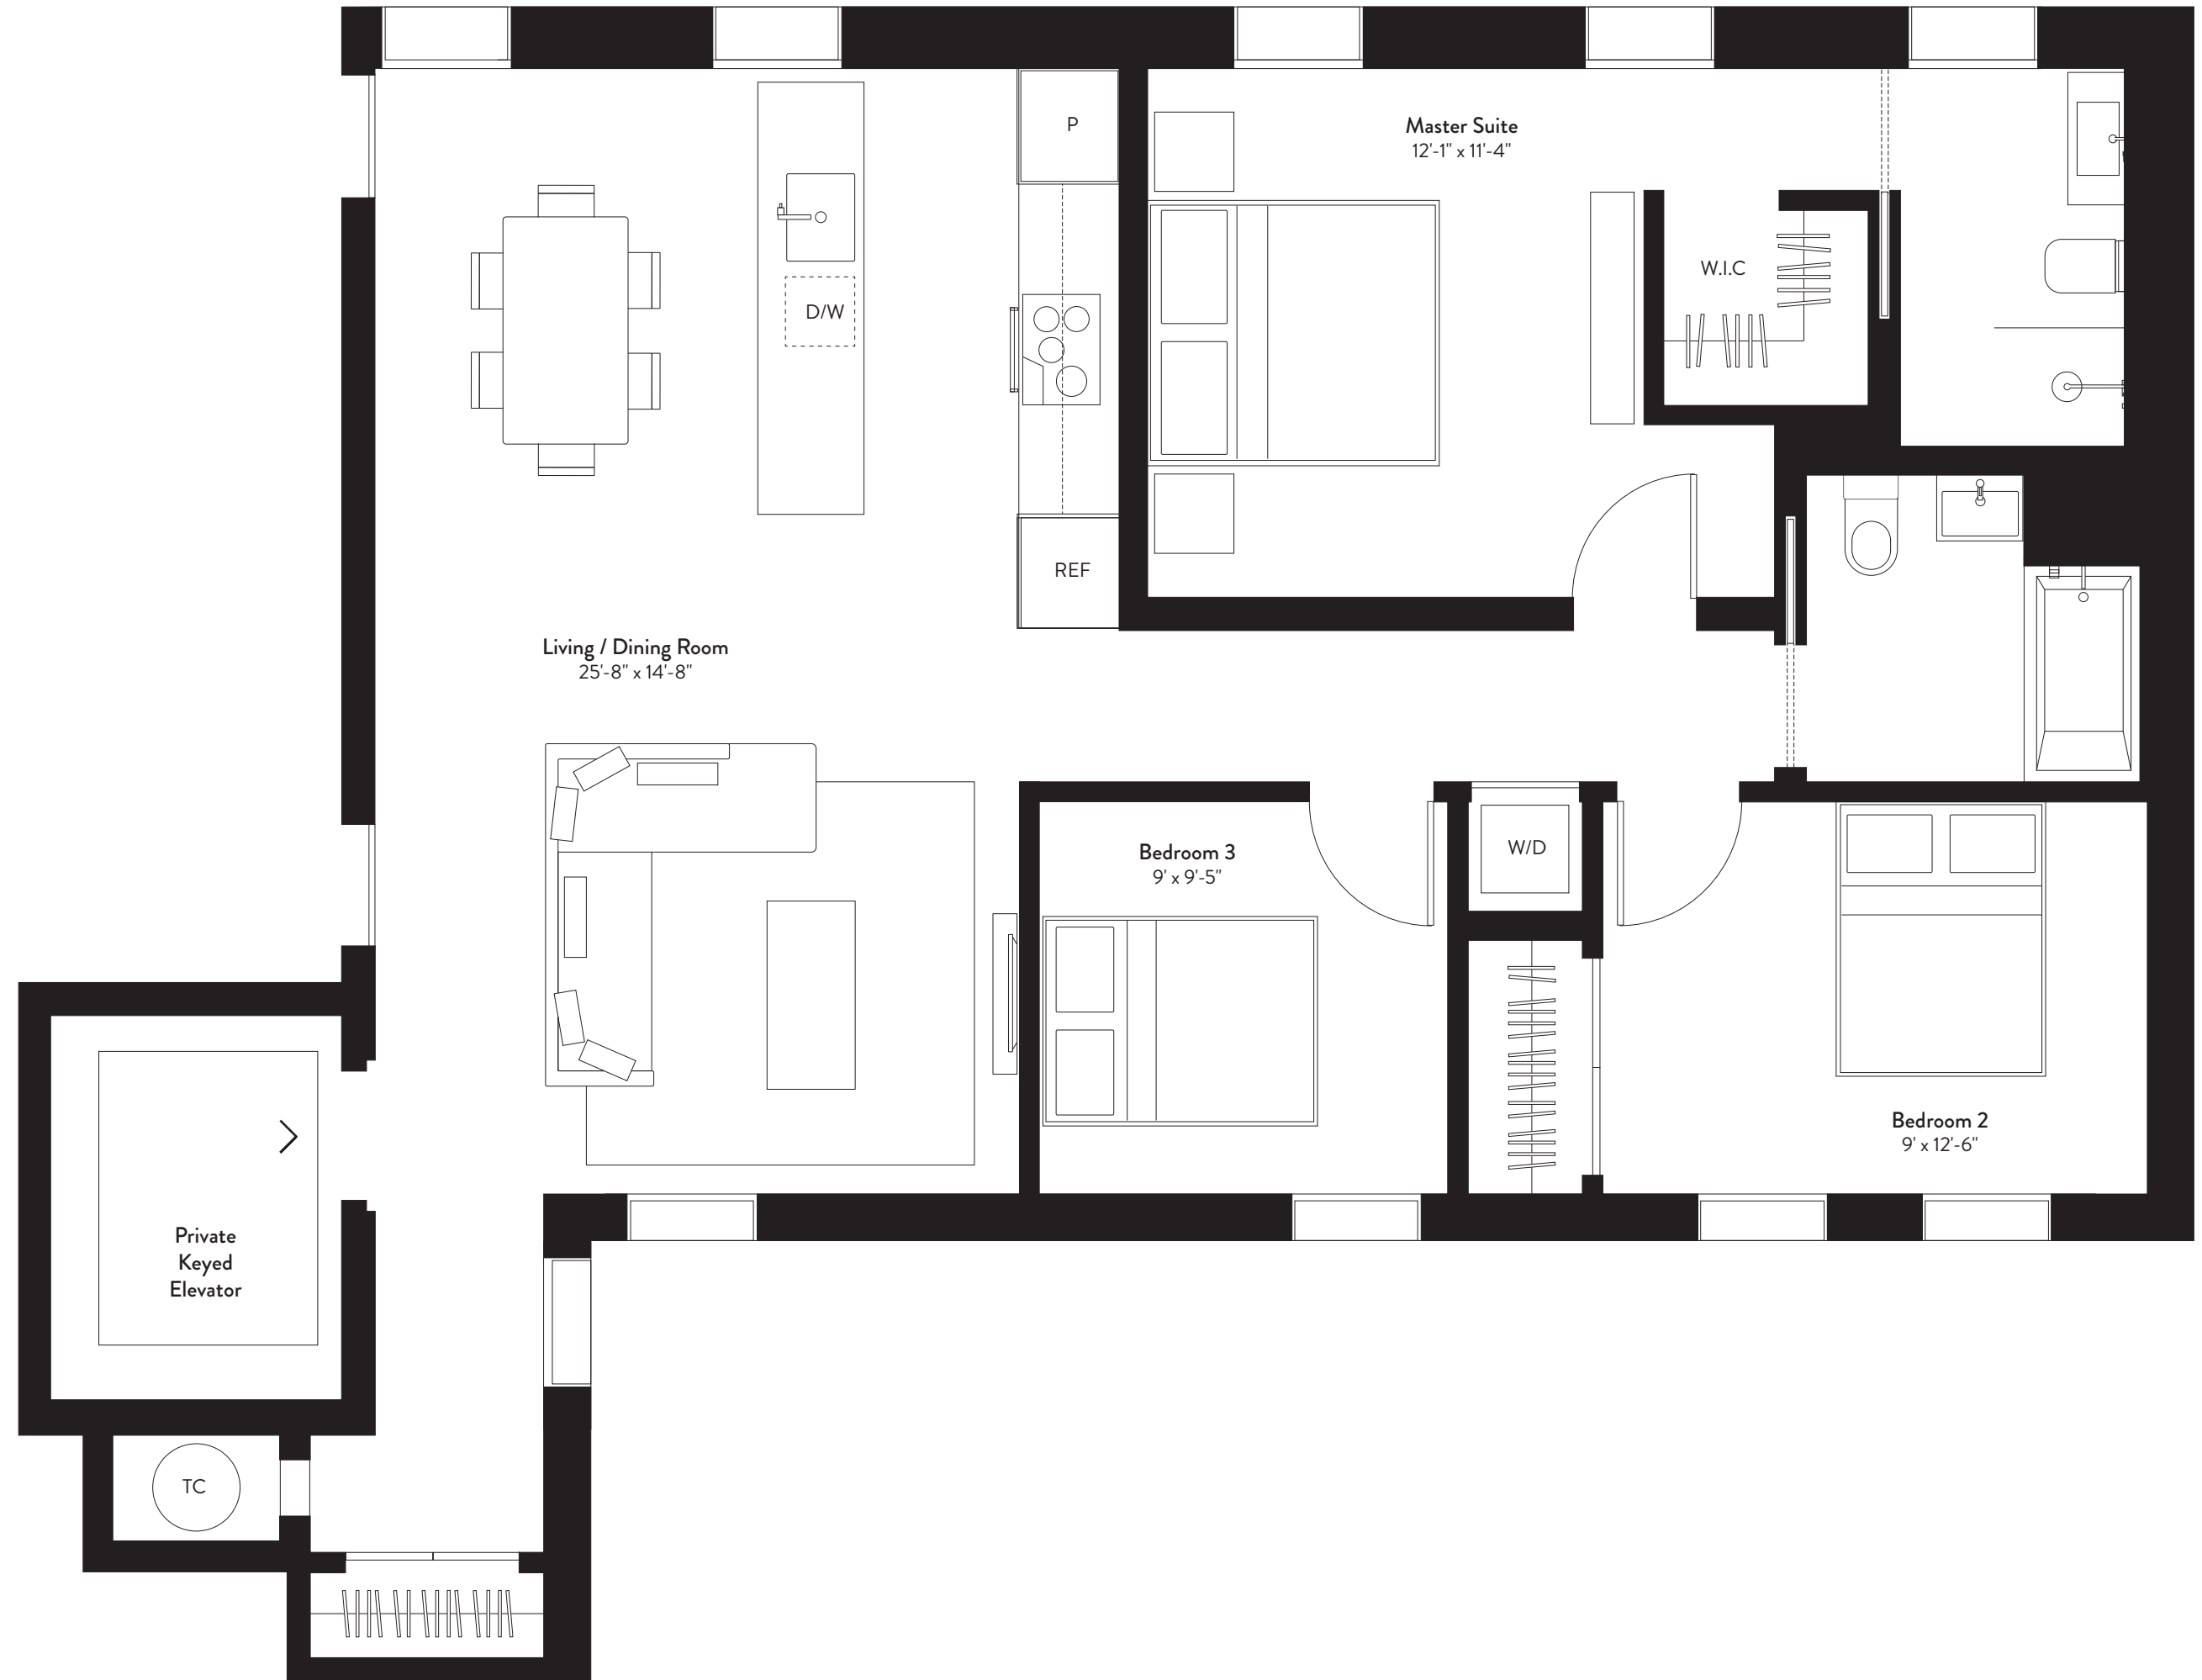 P
Master Suite
12'-1" x 11'-4"
W.I.C
D/W
REF
Living / Dining Room
25'-8" x 14'-8"
Bedroom 3
9' x 9'-5"
W/D
Bedroom 2
9' x 12'-6"
Private
Keyed
Elevator
TC